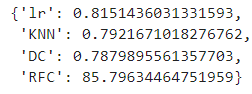 {'lr': 0.8151436031331593,
'KNN': 0.7921671018276762,
'DC': 0.7879895561357703,
'RFC': 85.79634464751959}